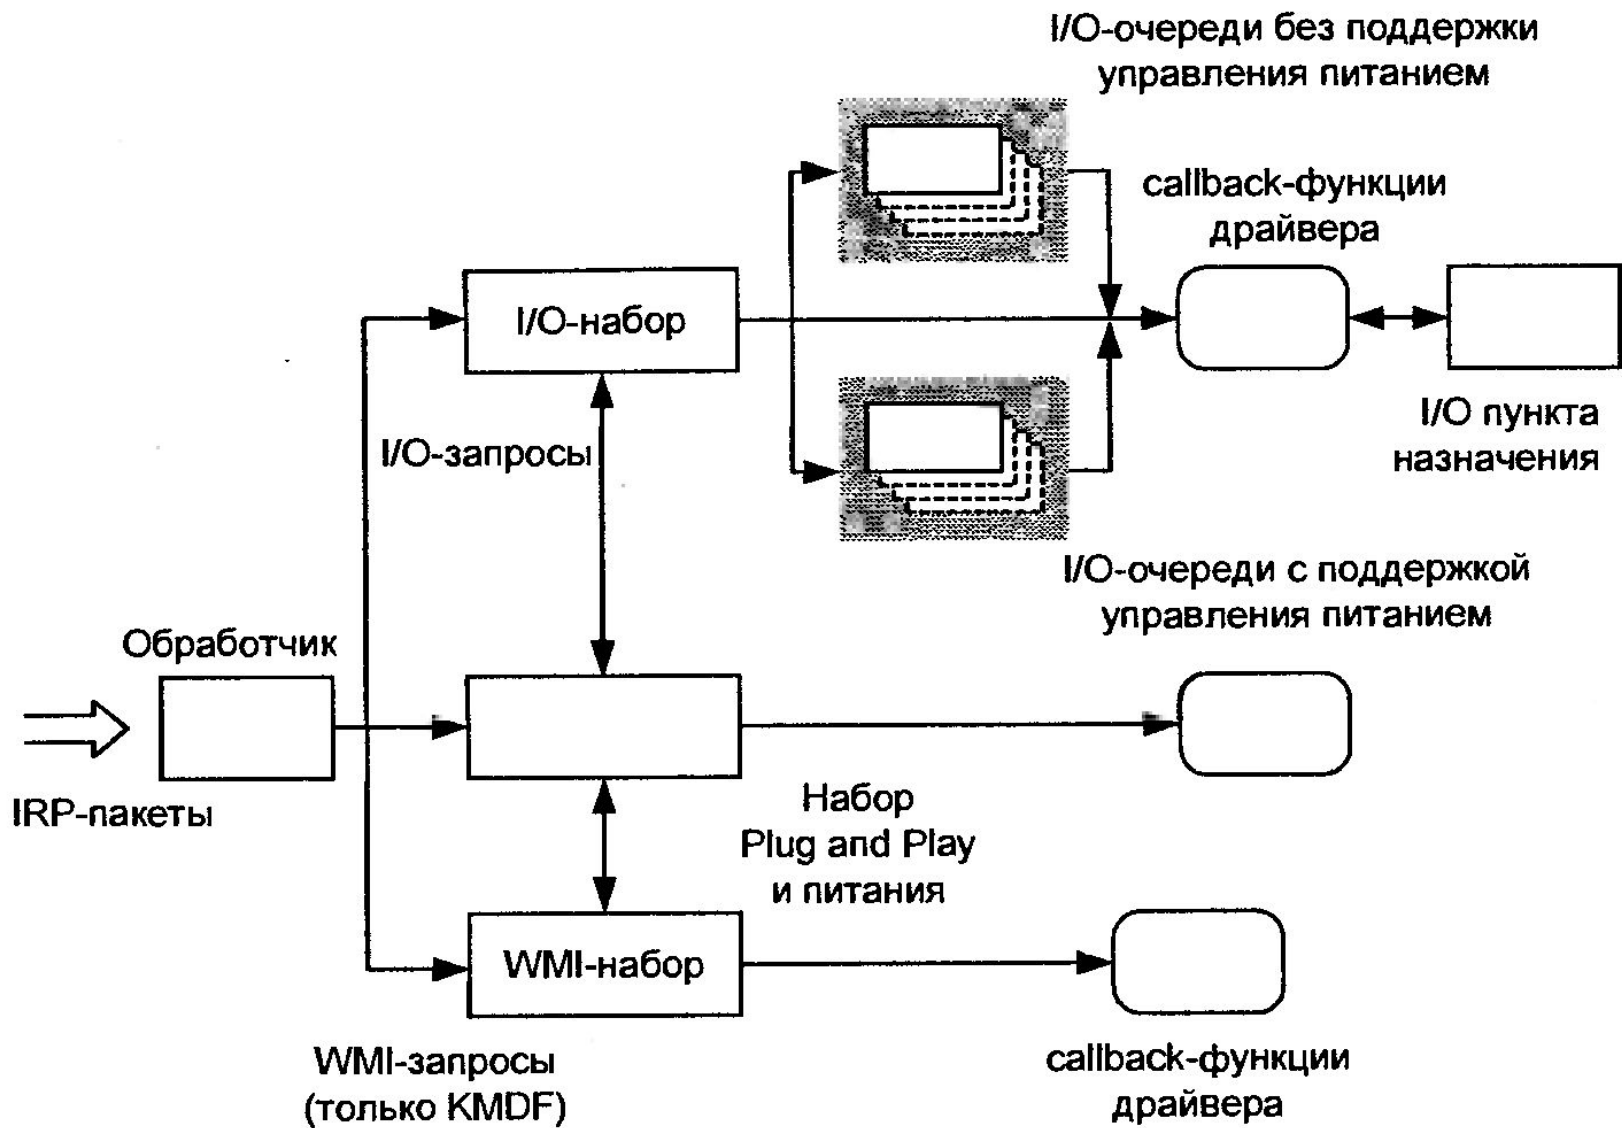 I/O-очереди без поддержки
управления питанием
callback-функции
драйвера
I/O-набор
I/O-запросы
I/O пункта
назначения
I/O-очереди с поддержкой
управления питанием
Обработчик
IRP-пакеты
Набор
Plug and Play
и питания
WMI-набор
WMI-запросы
(только KMDF)
callback-функции
драйвера